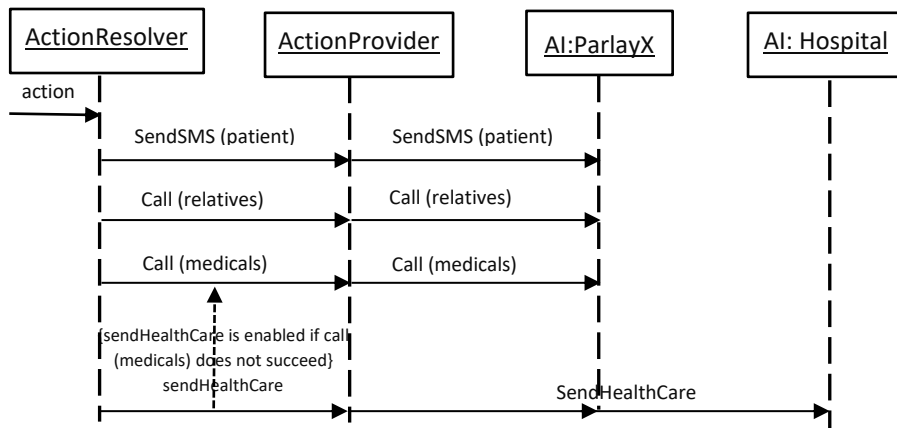 ActionResolver
ActionProvider
AI:ParlayX
AI: Hospital
action
SendSMS (patient)
SendSMS (patient)
Call (relatives)
Call (relatives)
Call (medicals)
Call (medicals)
{sendHealthCare is enabled if call
(medicals) does not succeed}
sendHealthCare
SendHealthCare